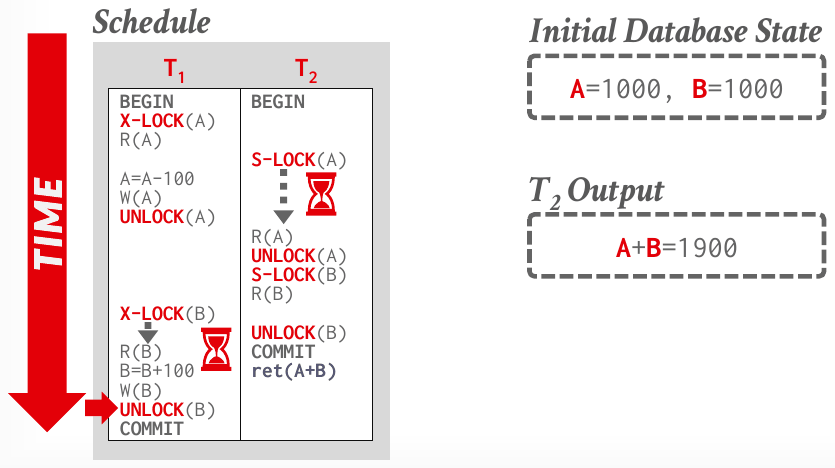 Schedule
TIME
T1 T2
BEGIN BEGIN
X-LOCK(A)
R(A)
S-LOCK(A)
A=A-100
W(A)
UNLOCK(A)
R(A)
UNLOCK(A)
S-LOCK(B)
R(B)
X-LOCK(B)
UNLOCK(B)
R(B) COMMIT
B=B+100 ret(A+B)
W(B)
UNLOCK(B)
COMMIT
Initial Database State
A=1000, B=1000
T2 Output
A+B=1900